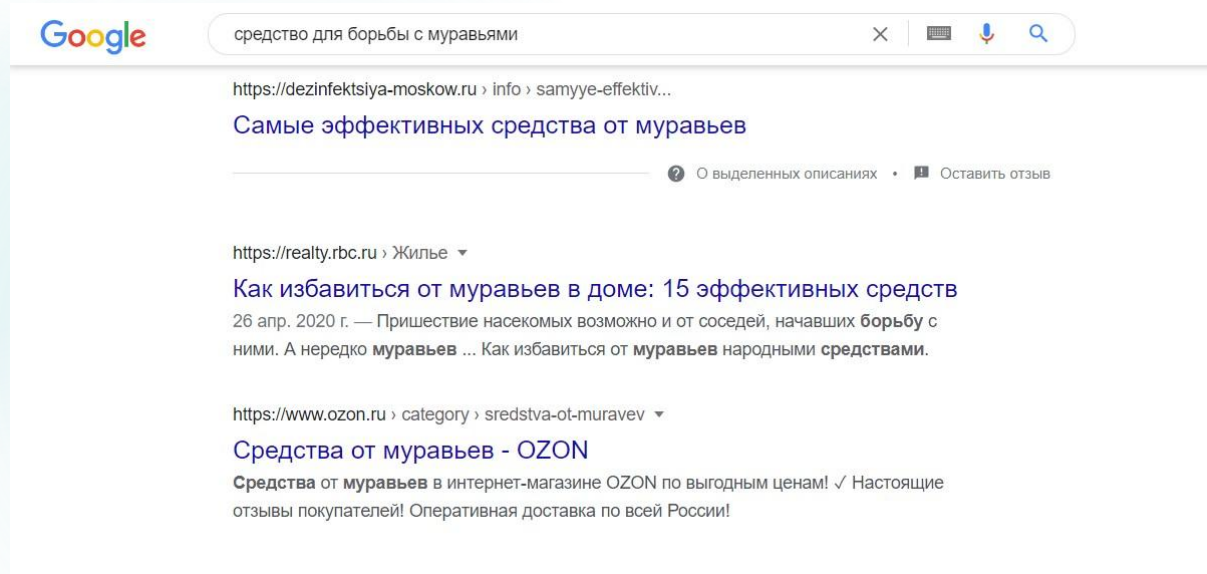 Google
средство для борьбы с муравьями
https://dezinfektsiya-moskow.ru › info › samyye-effektiv...
Самые эффективных средства от муравьев
О выделенных описаниях • Оставить отзыв
https://realty.rbc.ru › Жилье
Как избавиться от муравьев в доме: 15 эффективных средств
26 апр. 2020 г. — Пришествие насекомых возможно и от соседей, начавших борьбу с
ними. А нередко муравьев ... Как избавиться от муравьев народными средствами.
https://www.ozon.ru › category › sredstva-ot-muravev
Средства от муравьев - OZON
Средства от муравьев в интернет-магазине OZON по выгодным ценам! ✓ Настоящие
отзывы покупателей! Оперативная доставка по всей России!